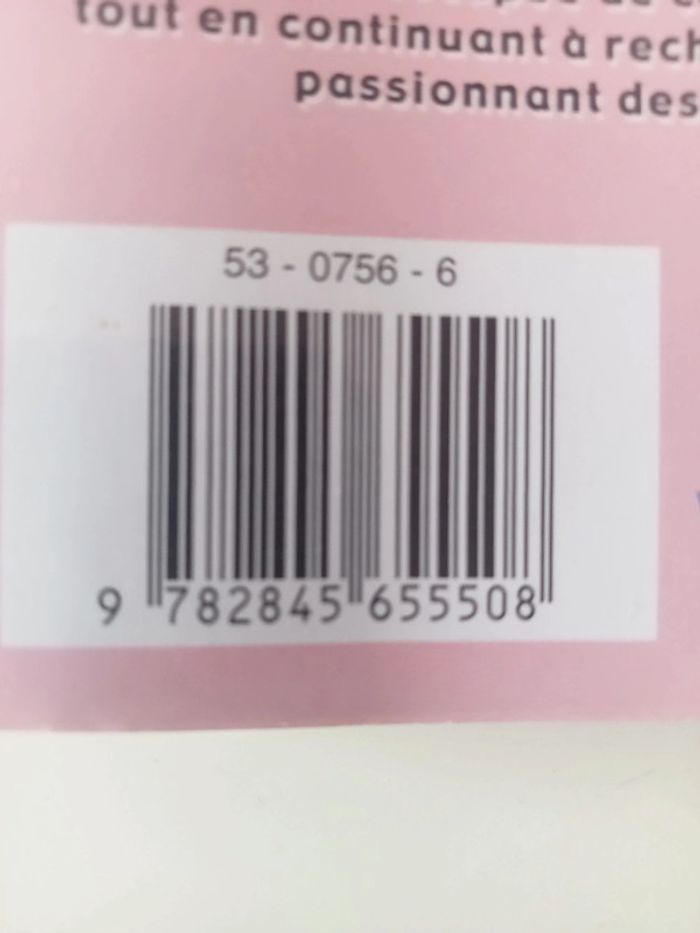 tout en continuant à rech
passionnant des
53 - 0756 - 6
9 782845 655508